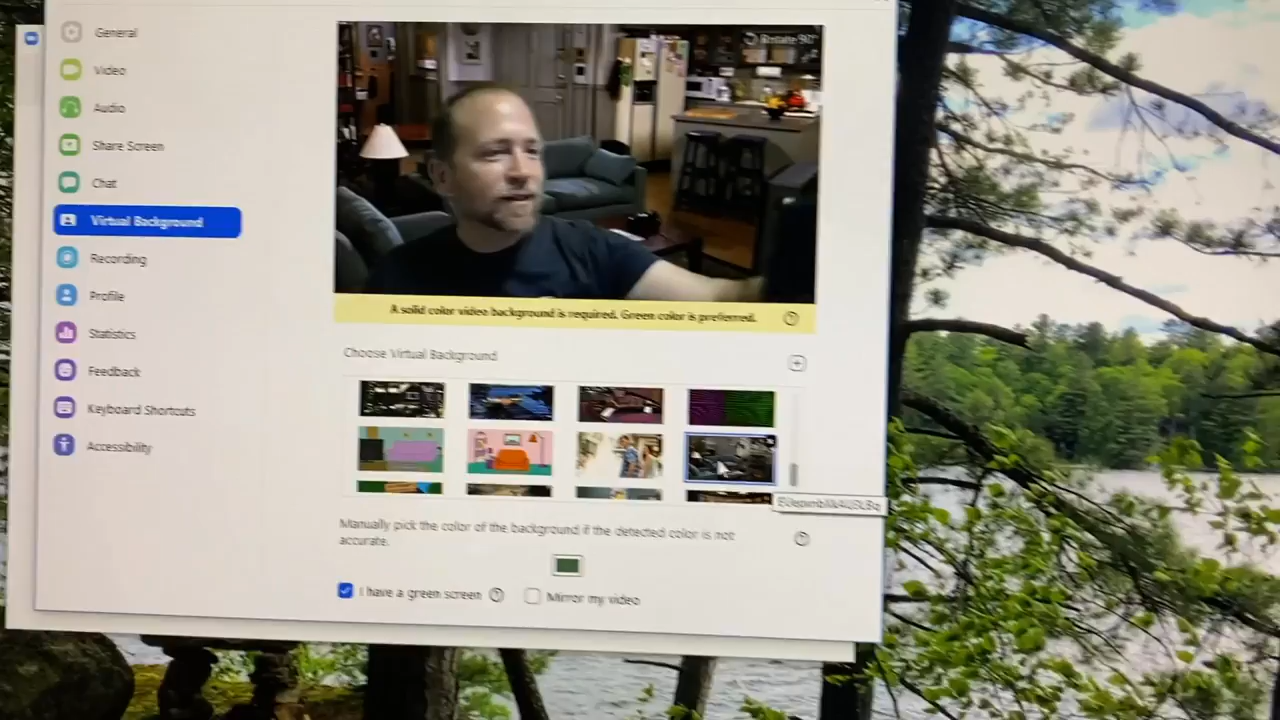 General
Rotate 90°
Video
Audio
Share Screen
Chat
Virtual Background
Recording
Profile
Statistics
Feedback
Keyboard Shortcuts
Accessibility
A solid color video background is required. Green color is preferred.
Choose Virtual Background
Manually pick the color of the background if the detected color is not
accurate.
I have a green screen
Mirror my video